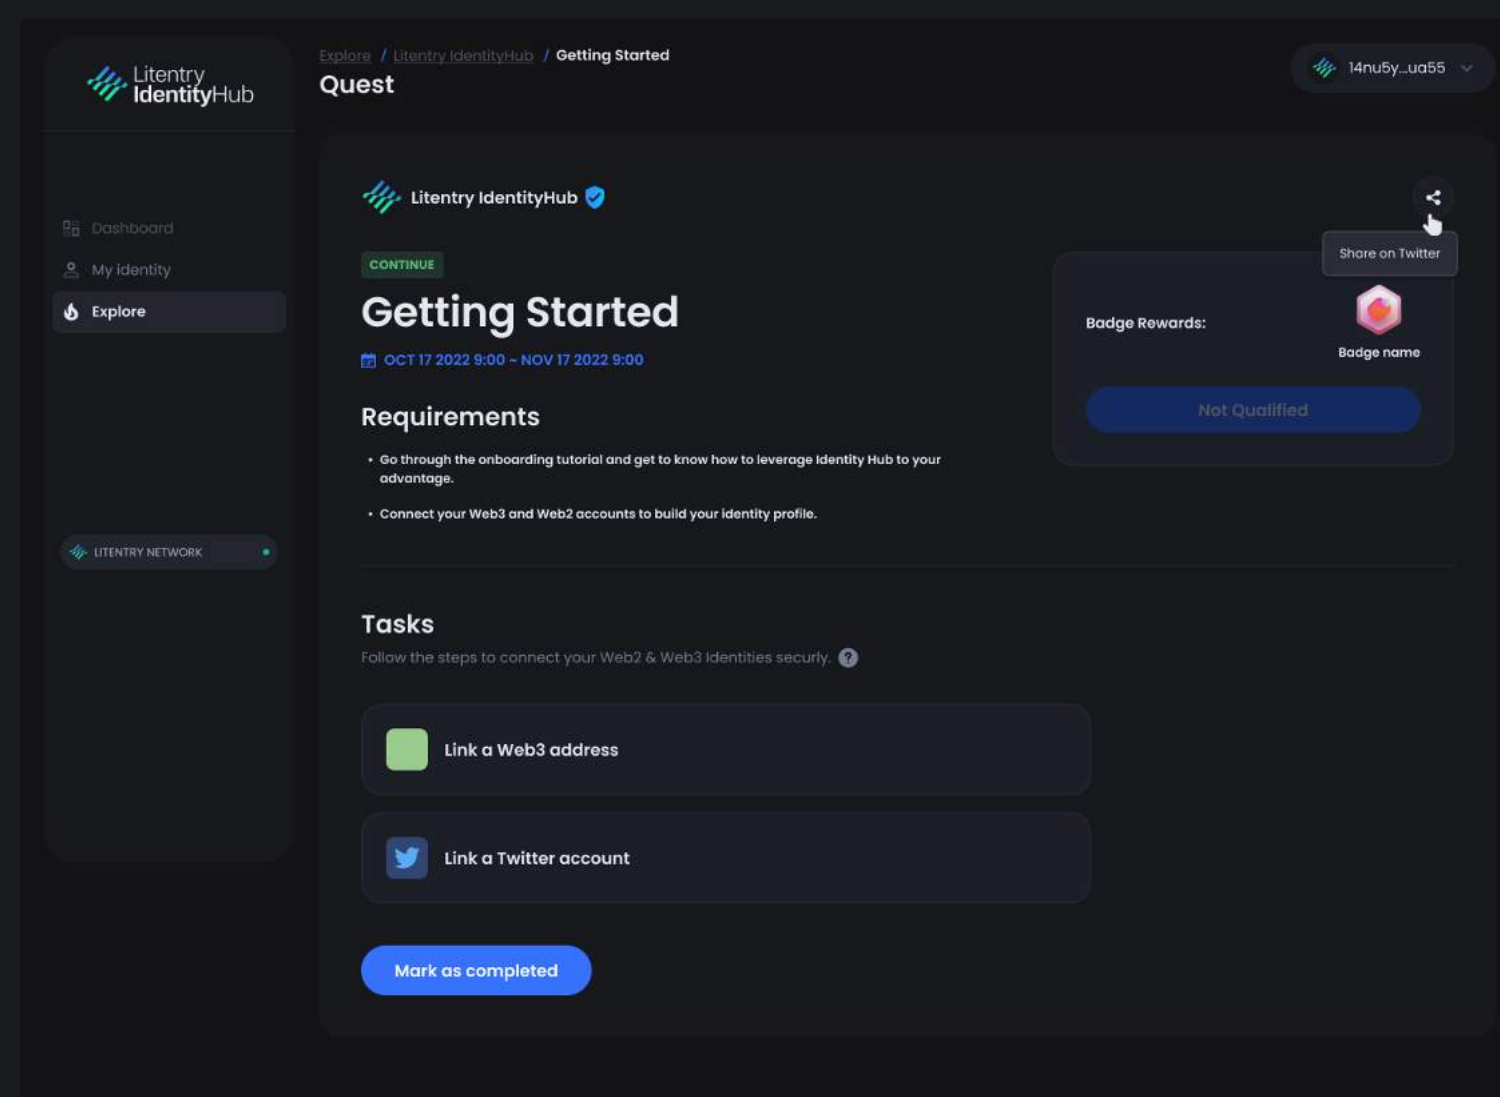 Litentry
IdentityHub
Explore / Litentry IdentityHub / Getting Started
Quest
14nu5y...ua55
Dashboard
My identity
Explore
LITENTRY NETWORK
Litentry IdentityHub
Share on Twitter
CONTINUE
Getting Started
OCT 17 2022 9:00 ~ NOV 17 2022 9:00
Badge Rewards:
Badge name
Not Qualified
Requirements
• Go through the onboarding tutorial and get to know how to leverage Identity Hub to your
advantage.
• Connect your Web3 and Web2 accounts to build your identity profile.
Tasks
Follow the steps to connect your Web2 & Web3 Identities securly. ?
Link a Web3 address
Link a Twitter account
Mark as completed